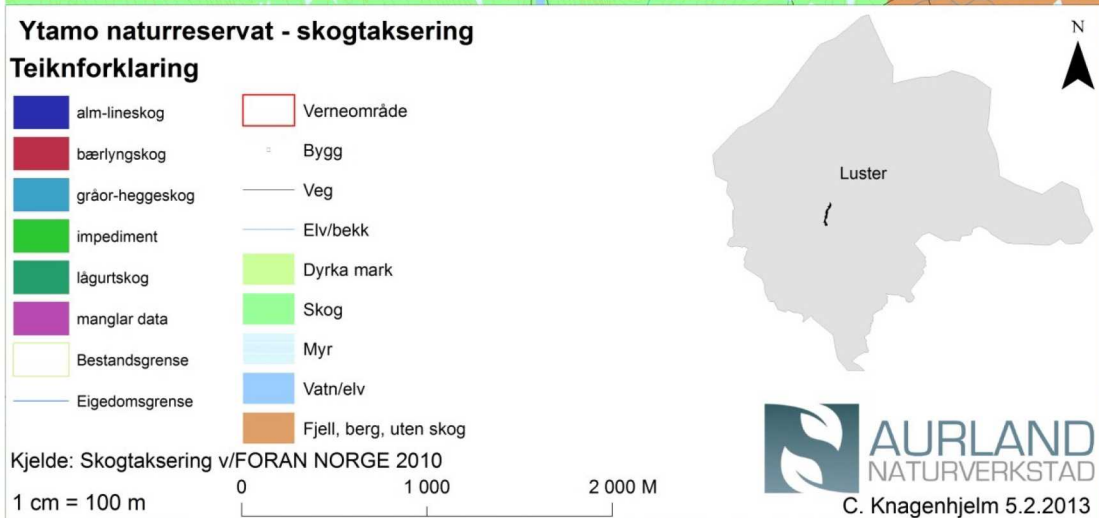 Ytamo naturreservat - skogtaksering
Teiknforklaring
alm-lineskog
bærlyngskog
gråor-heggeskog
impediment
lågurtskog
manglar data
Bestandsgrense
Eigedomsgrense
Verneområde
Bygg
Veg
Elv/bekk
Dyrka mark
Skog
Myr
Vatn/elv
Fjell, berg, uten skog
Kjelde: Skogtaksering v/FORAN NORGE 2010
1 cm = 100 m
0 1 000 2 000 M
N
Luster
AURLAND
NATURVERKSTAD
C. Knagenhjelm 5.2.2013